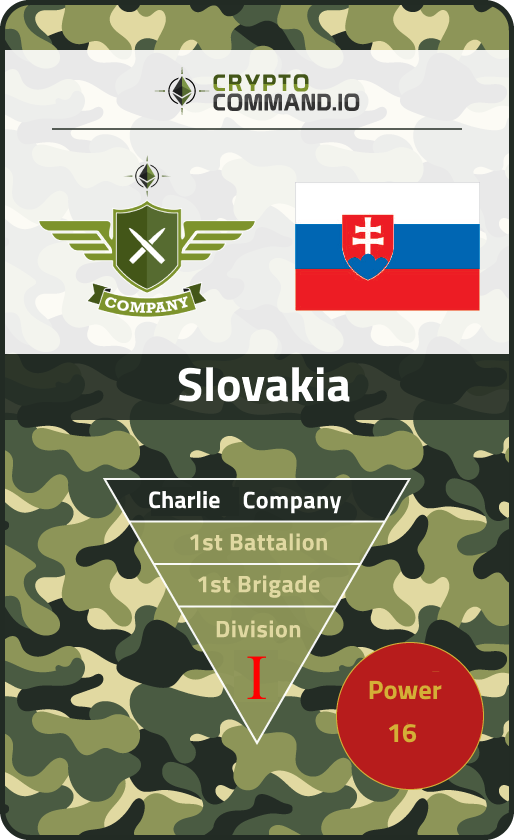 CRYPTO
COMMAND.IO
COMPANY
Slovakia
Charlie Company
1st Battalion
1st Brigade
Division
I
Power
16